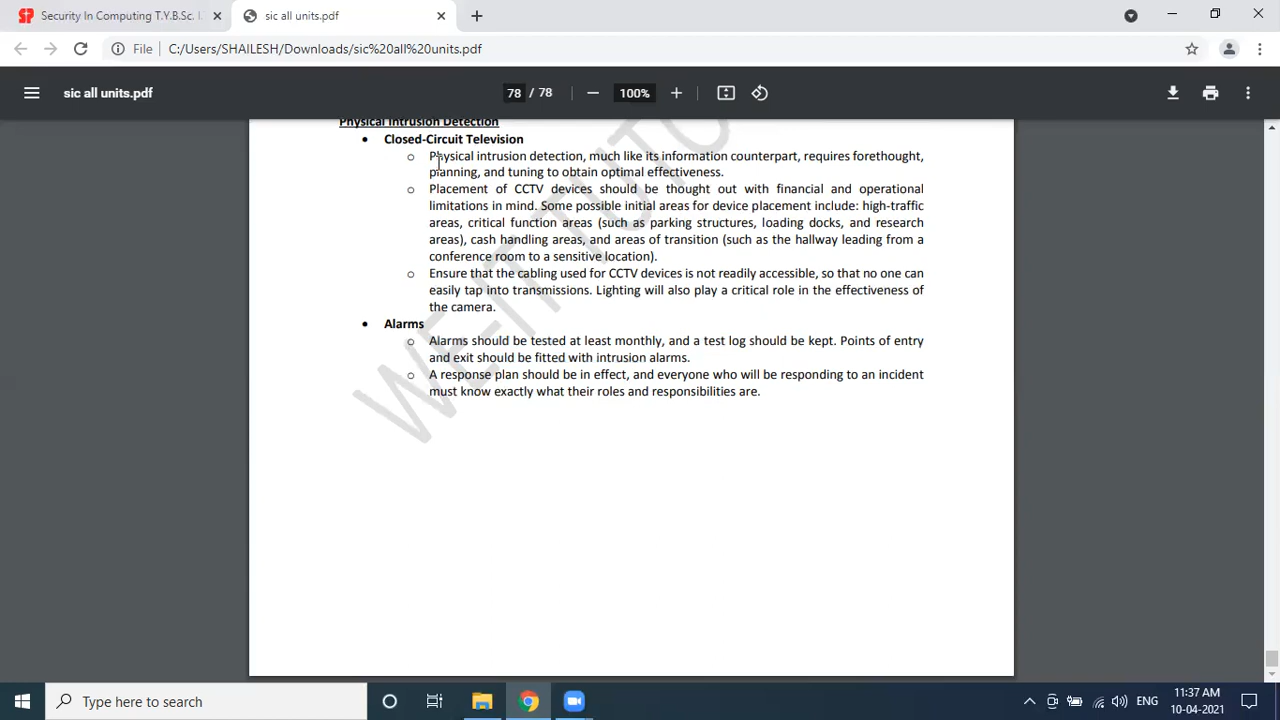 Security In Computing T.Y.B.Sc. I
sic all units.pdf
File
C:/Users/SHAILESH/Downloads/sic%20all%20units.pdf
sic all units.pdf
78 / 78
100%
Physical Intrusion Detection
• Closed-Circuit Television
o Physical intrusion detection, much like its information counterpart, requires forethought,
planning, and tuning to obtain optimal effectiveness.
o Placement of CCTV devices should be thought out with financial and operational
limitations in mind. Some possible initial areas for device placement include: high-traffic
areas, critical function areas (such as parking structures, loading docks, and research
areas), cash handling areas, and areas of transition (such as the hallway leading from a
conference room to a sensitive location).
o Ensure that the cabling used for CCTV devices is not readily accessible, so that no one can
easily tap into transmissions. Lighting will also play a critical role in the effectiveness of
the camera.
• Alarms
o Alarms should be tested at least monthly, and a test log should be kept. Points of entry
and exit should be fitted with intrusion alarms.
o A response plan should be in effect, and everyone who will be responding to an incident
must know exactly what their roles and responsibilities are.
WE-IT TUTO
Type here to search
ENG
11:37 AM
10-04-2021